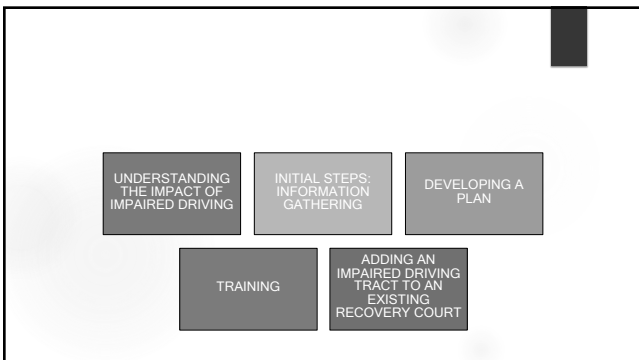 UNDERSTANDING
THE IMPACT OF
IMPAIRED DRIVING
INITIAL STEPS:
INFORMATION
GATHERING
DEVELOPING A
PLAN
TRAINING
ADDING AN
IMPAIRED DRIVING
TRACT TO AN
EXISTING
RECOVERY COURT